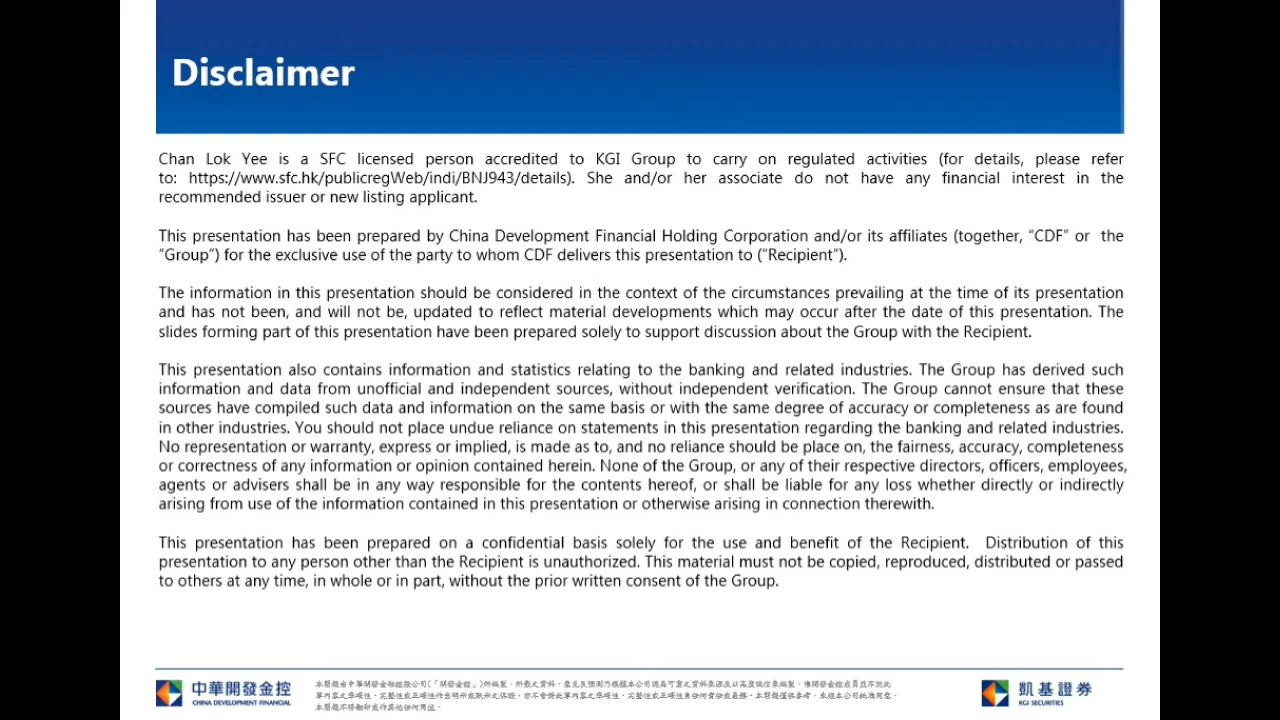 Disclaimer
Chan Lok Yee is a SFC licensed person accredited to KGI Group to carry on regulated activities (for details, please refer
to: https://www.sfc.hk/publicregWeb/indi/BNJ943/details). She and/or her associate do not have any financial interest in the
recommended issuer or new listing applicant.
This presentation has been prepared by China Development Financial Holding Corporation and/or its affiliates (together, “CDF” or the
“Group”) for the exclusive use of the party to whom CDF delivers this presentation to (“Recipient”).
The information in this presentation should be considered in the context of the circumstances prevailing at the time of its presentation
and has not been, and will not be, updated to reflect material developments which may occur after the date of this presentation. The
slides forming part of this presentation have been prepared solely to support discussion about the Group with the Recipient.
This presentation also contains information and statistics relating to the banking and related industries. The Group has derived such
information and data from unofficial and independent sources, without independent verification. The Group cannot ensure that these
sources have compiled such data and information on the same basis or with the same degree of accuracy or completeness as are found
in other industries. You should not place undue reliance on statements in this presentation regarding the banking and related industries.
No representation or warranty, express or implied, is made as to, and no reliance should be place on, the fairness, accuracy, completeness
or correctness of any information or opinion contained herein. None of the Group, or any of their respective directors, officers, employees,
agents or advisers shall be in any way responsible for the contents hereof, or shall be liable for any loss whether directly or indirectly
arising from use of the information contained in this presentation or otherwise arising in connection therewith.
This presentation has been prepared on a confidential basis solely for the use and benefit of the Recipient. Distribution of this
presentation to any person other than the Recipient is unauthorized. This material must not be copied, reproduced, distributed or passed
to others at any time, in whole or in part, without the prior written consent of the Group.
中華開發金控
CHINA DEVELOPMENT FINANCIAL
本簡報不得翻印或作其他任何用途。
凱基證券
KGI SECURITIES